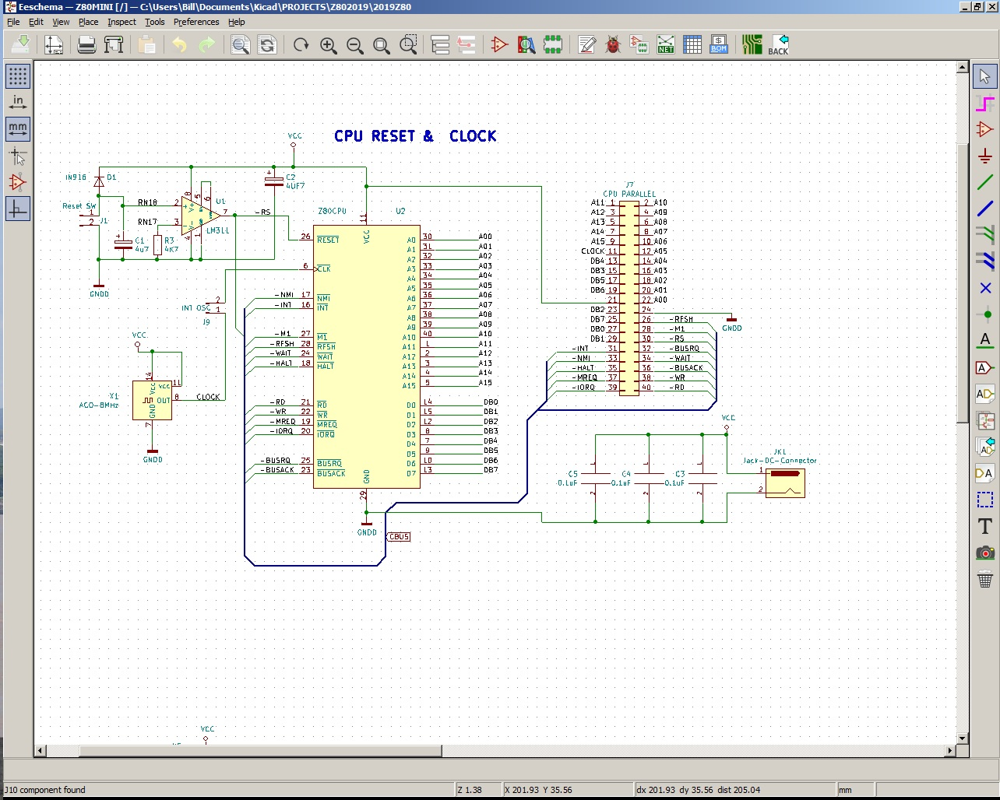 Eeschema — Z80MINI [/] — C:\Users\Bill\Documents\Kicad\PROJECTS\Z802019\2019Z80
File Edit View Place Inspect Tools Preferences Help
NET
BOM
BACK
in
mm
CPU RESET & CLOCK
VCC
IN916 D1
C2
4UF7
Reset SW
1
2
J1
RN18 2
RN17 3
8 5 6
V+
V-
4 1
U1
7
LM311
-RS
C1
4u7
R3
4K7
GNDD
INT OSC
2
1
J9
VCC
14
VCC
VCC 11
OUT 8
CLOCK
GND
7
X1
ACO-8MHz
GNDD
Z80CPU U2
11
VCC
26 RESET
6 CLK
-NMI 17 NMI
-INT 16 INT
-M1 27 M1
-RFSH 28 RFSH
-WAIT 24 WAIT
-HALT 18 HALT
-RD 21 RD
-WR 22 WR
-MREQ 19 MREQ
-IORQ 20 IORQ
-BUSRQ 25 BUSRQ
-BUSACK 23 BUSACK
A0 30 A00
A1 31 A01
A2 32 A02
A3 33 A03
A4 34 A04
A5 35 A05
A6 36 A06
A7 37 A07
A8 38 A08
A9 39 A09
A10 40 A10
A11 1 A11
A12 2 A12
A13 3 A13
A14 4 A14
A15 5 A15
D0 14 DB0
D1 15 DB1
D2 12 DB2
D3 8 DB3
D4 7 DB4
D5 9 DB5
D6 10 DB6
D7 13 DB7
GND
29
GNDD
CBUS
J7
CPU PARALLEL
A11 1 2 A10
A12 3 4 A09
A13 5 6 A08
A14 7 8 A07
A15 9 10 A06
CLOCK 11 12 A05
DB4 13 14 A04
DB3 15 16 A03
DB5 17 18 A02
DB6 19 20 A01
21 22 A00
DB2 23 24
DB7 25 26 -RFSH
DB0 27 28 -M1
DB1 29 30 -RS
-INT 31 32 -BUSRQ
-NMI 33 34 -WAIT
-HALT 35 36 -BUSACK
-MREQ 37 38 -WR
-IORQ 39 40 -RD
GNDD
VCC
C5
0.1uF
1
2
C4
0.1uF
1
2
C3
0.1uF
1
2
JK1
Jack-DC-Connector
1
2
VCC
J10 component found
Z 1.38
X 201.93 Y 35.56
dx 201.93 dy 35.56 dist 205.04
mm